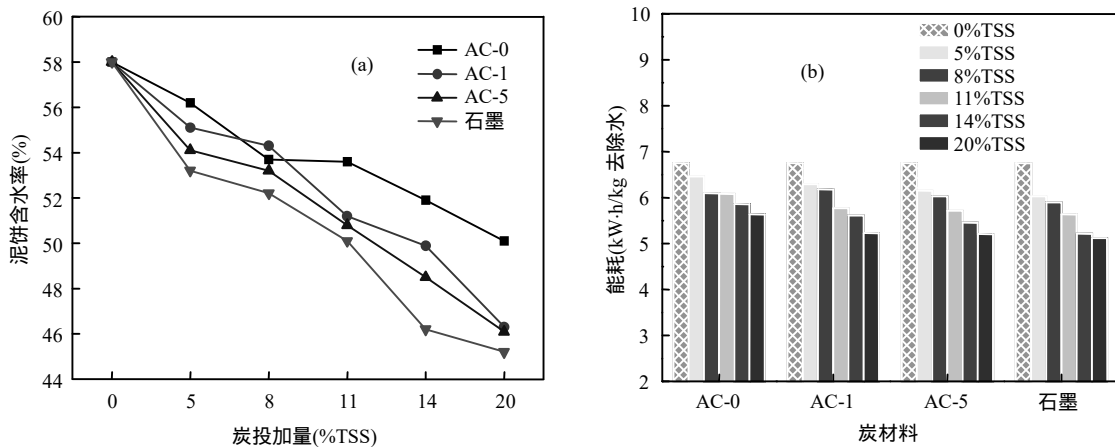 60
58
56
54
52
50
48
46
44
泥饼含水率(%)
(a)
AC-0
AC-1
AC-5
石墨
0
5
8
11
14
20
炭投加量(%TSS)
10
9
8
7
6
5
4
3
2
能耗(kW·h/kg 去除水)
(b)
0%TSS
5%TSS
8%TSS
11%TSS
14%TSS
20%TSS
AC-0
AC-1
AC-5
石墨
炭材料